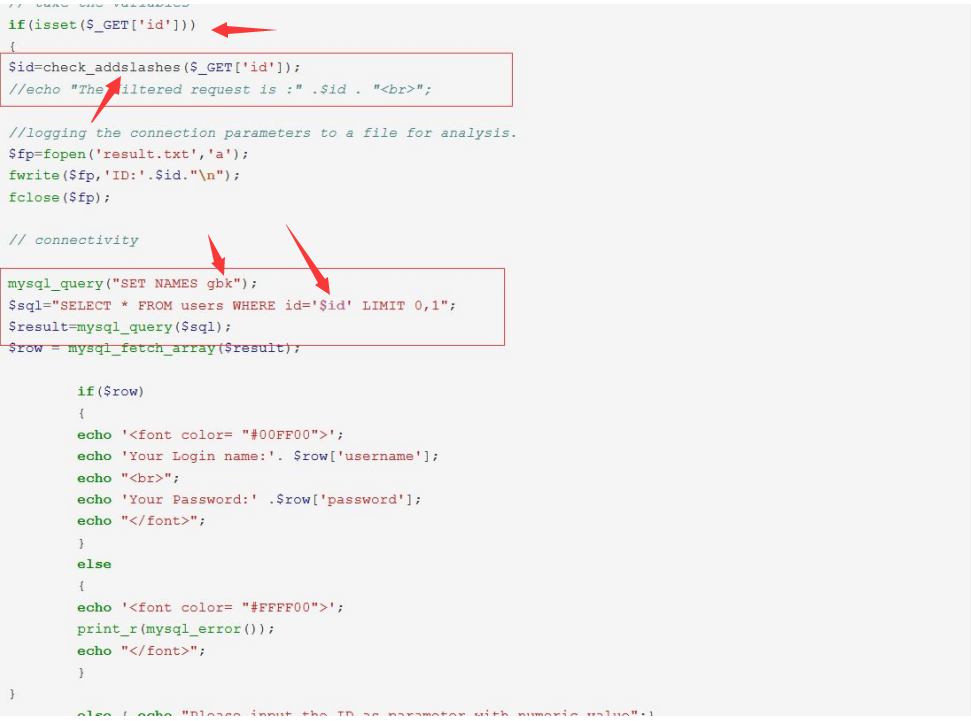 // take the variables
if(isset($_GET['id']))
{
$id=check_addslashes($_GET['id']);
//echo "The filtered request is :" .$id . "<br>";
//logging the connection parameters to a file for analysis.
$fp=fopen('result.txt','a');
fwrite($fp,'ID:'.$id."\n");
fclose($fp);
// connectivity
mysql_query("SET NAMES gbk");
$sql="SELECT * FROM users WHERE id='$id' LIMIT 0,1";
$result=mysql_query($sql);
$row = mysql_fetch_array($result);
if($row)
{
echo '<font color= "#00FF00">';
echo 'Your Login name:'. $row['username'];
echo "<br>";
echo 'Your Password:' .$row['password'];
echo "</font>";
}
else
{
echo '<font color= "#FFFF00">';
print_r(mysql_error());
echo "</font>";
}
}
else { echo "Please input the ID as parameter with numeric value";}